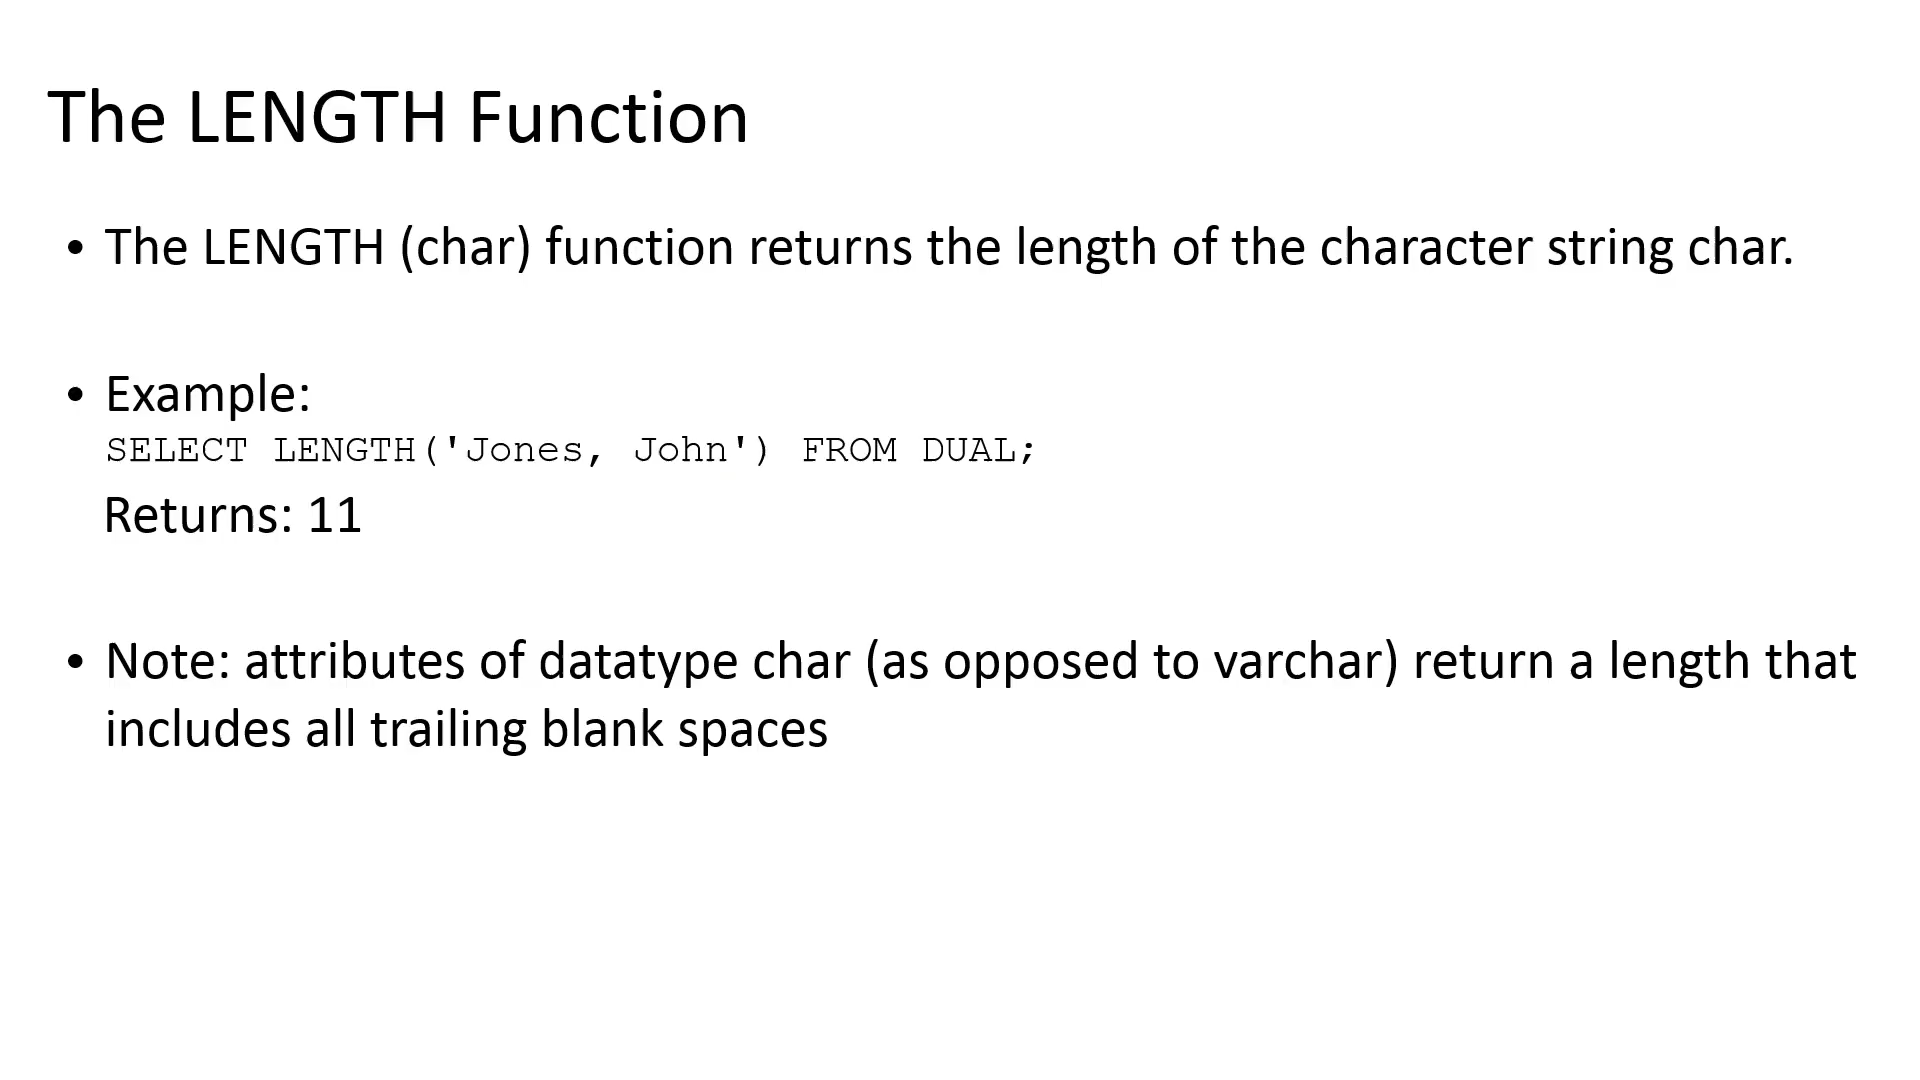 The LENGTH Function
• The LENGTH (char) function returns the length of the character string char.
• Example:
SELECT LENGTH('Jones, John') FROM DUAL;
Returns: 11
• Note: attributes of datatype char (as opposed to varchar) return a length that
includes all trailing blank spaces